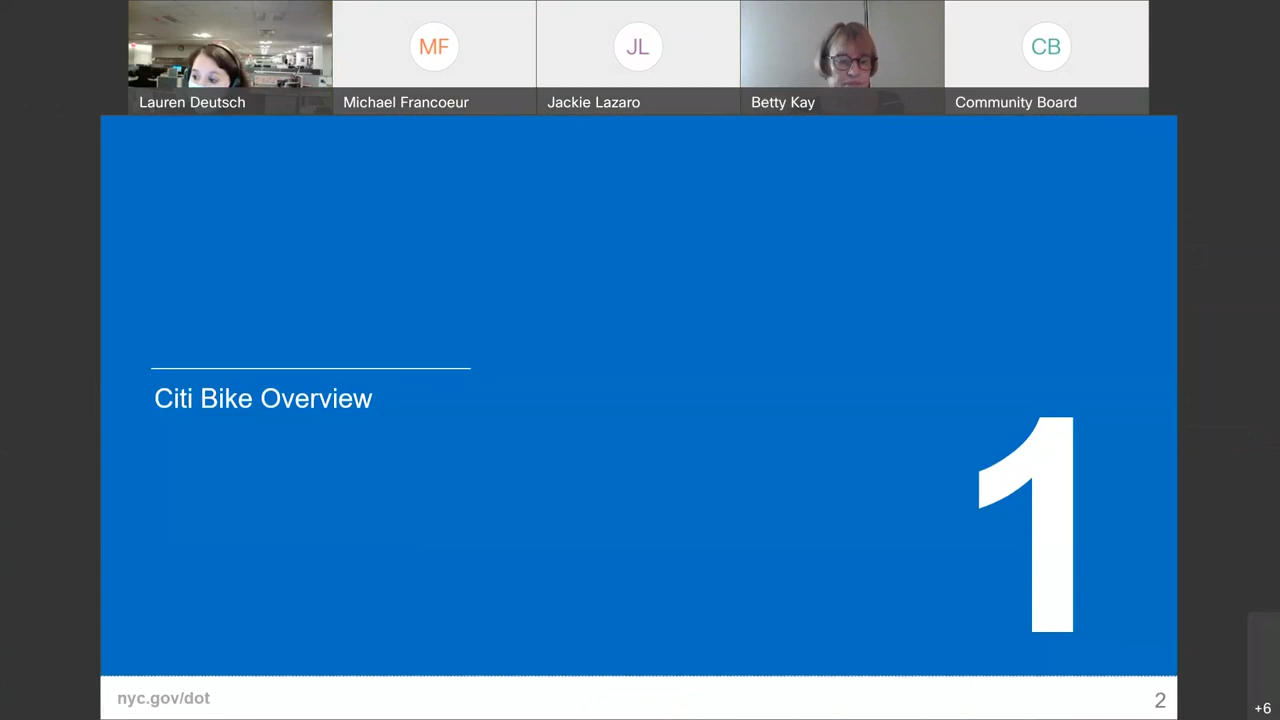 MF
JL
CB
Lauren Deutsch
Michael Francoeur
Jackie Lazaro
Betty Kay
Community Board
Citi Bike Overview
1
nyc.gov/dot
2
+6